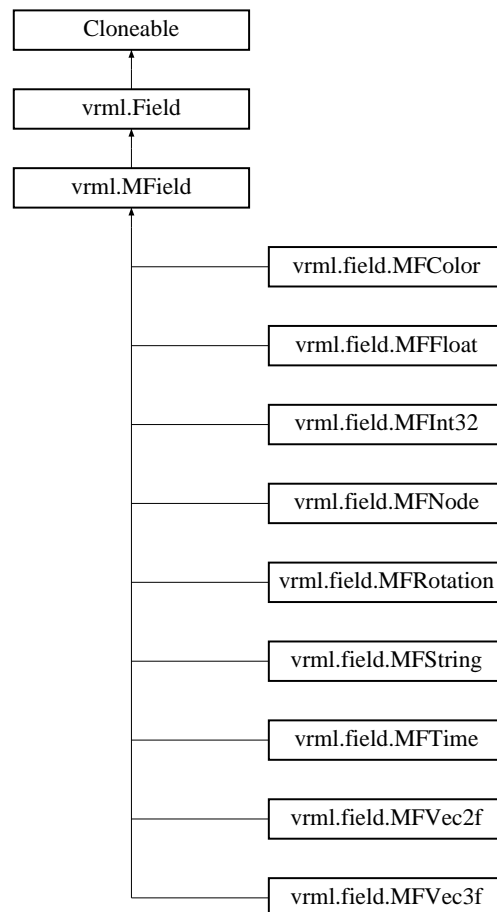 Cloneable
vrml.Field
vrml.MField
vrml.field.MFColor
vrml.field.MFFloat
vrml.field.MFInt32
vrml.field.MFNode
vrml.field.MFRotation
vrml.field.MFString
vrml.field.MFTime
vrml.field.MFVec2f
vrml.field.MFVec3f